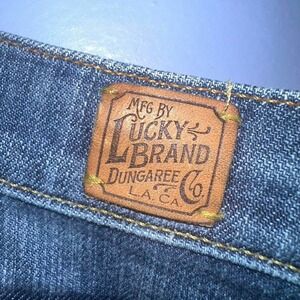 MFG BY
LUCKY
BRAND
DUNGAREE Co.
L.A. CA.